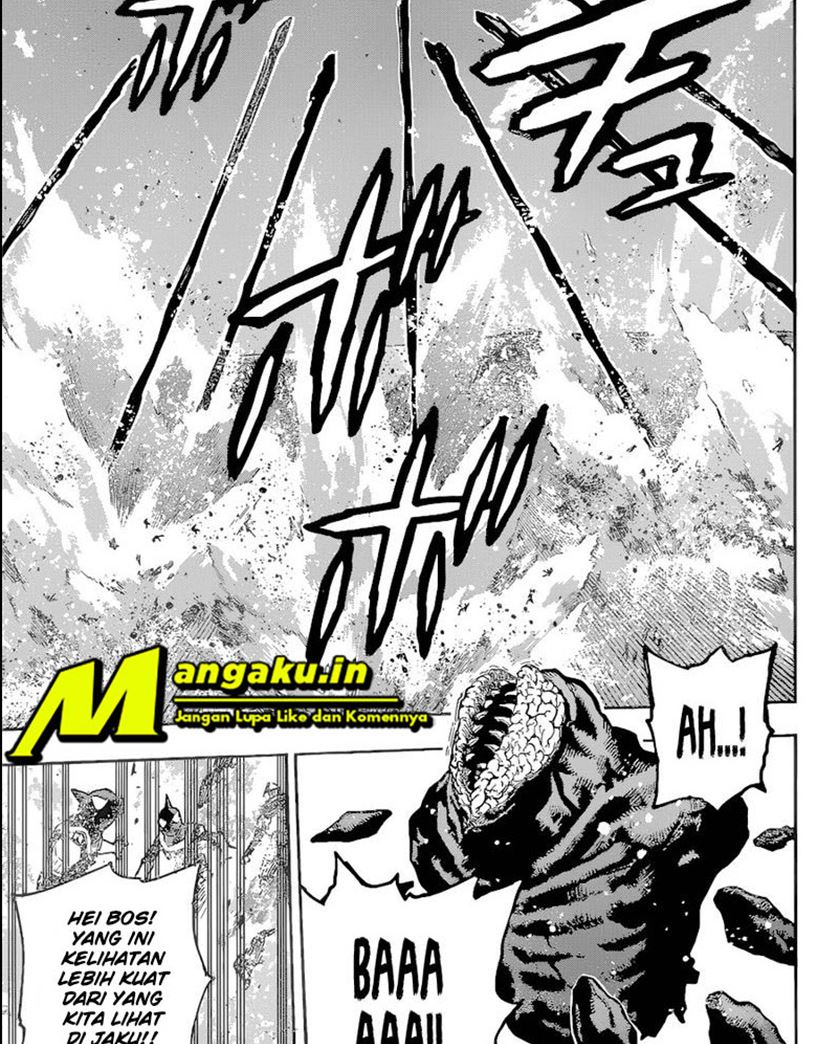 AH....!
BAAA
AAA!!
HEI BOS!
YANG INI
KELIHATAN
LEBIH KUAT
DARI YANG
KITA LIHAT
DI JAKU!!
Mangaku.in
Jangan Lupa Like dan Komennya